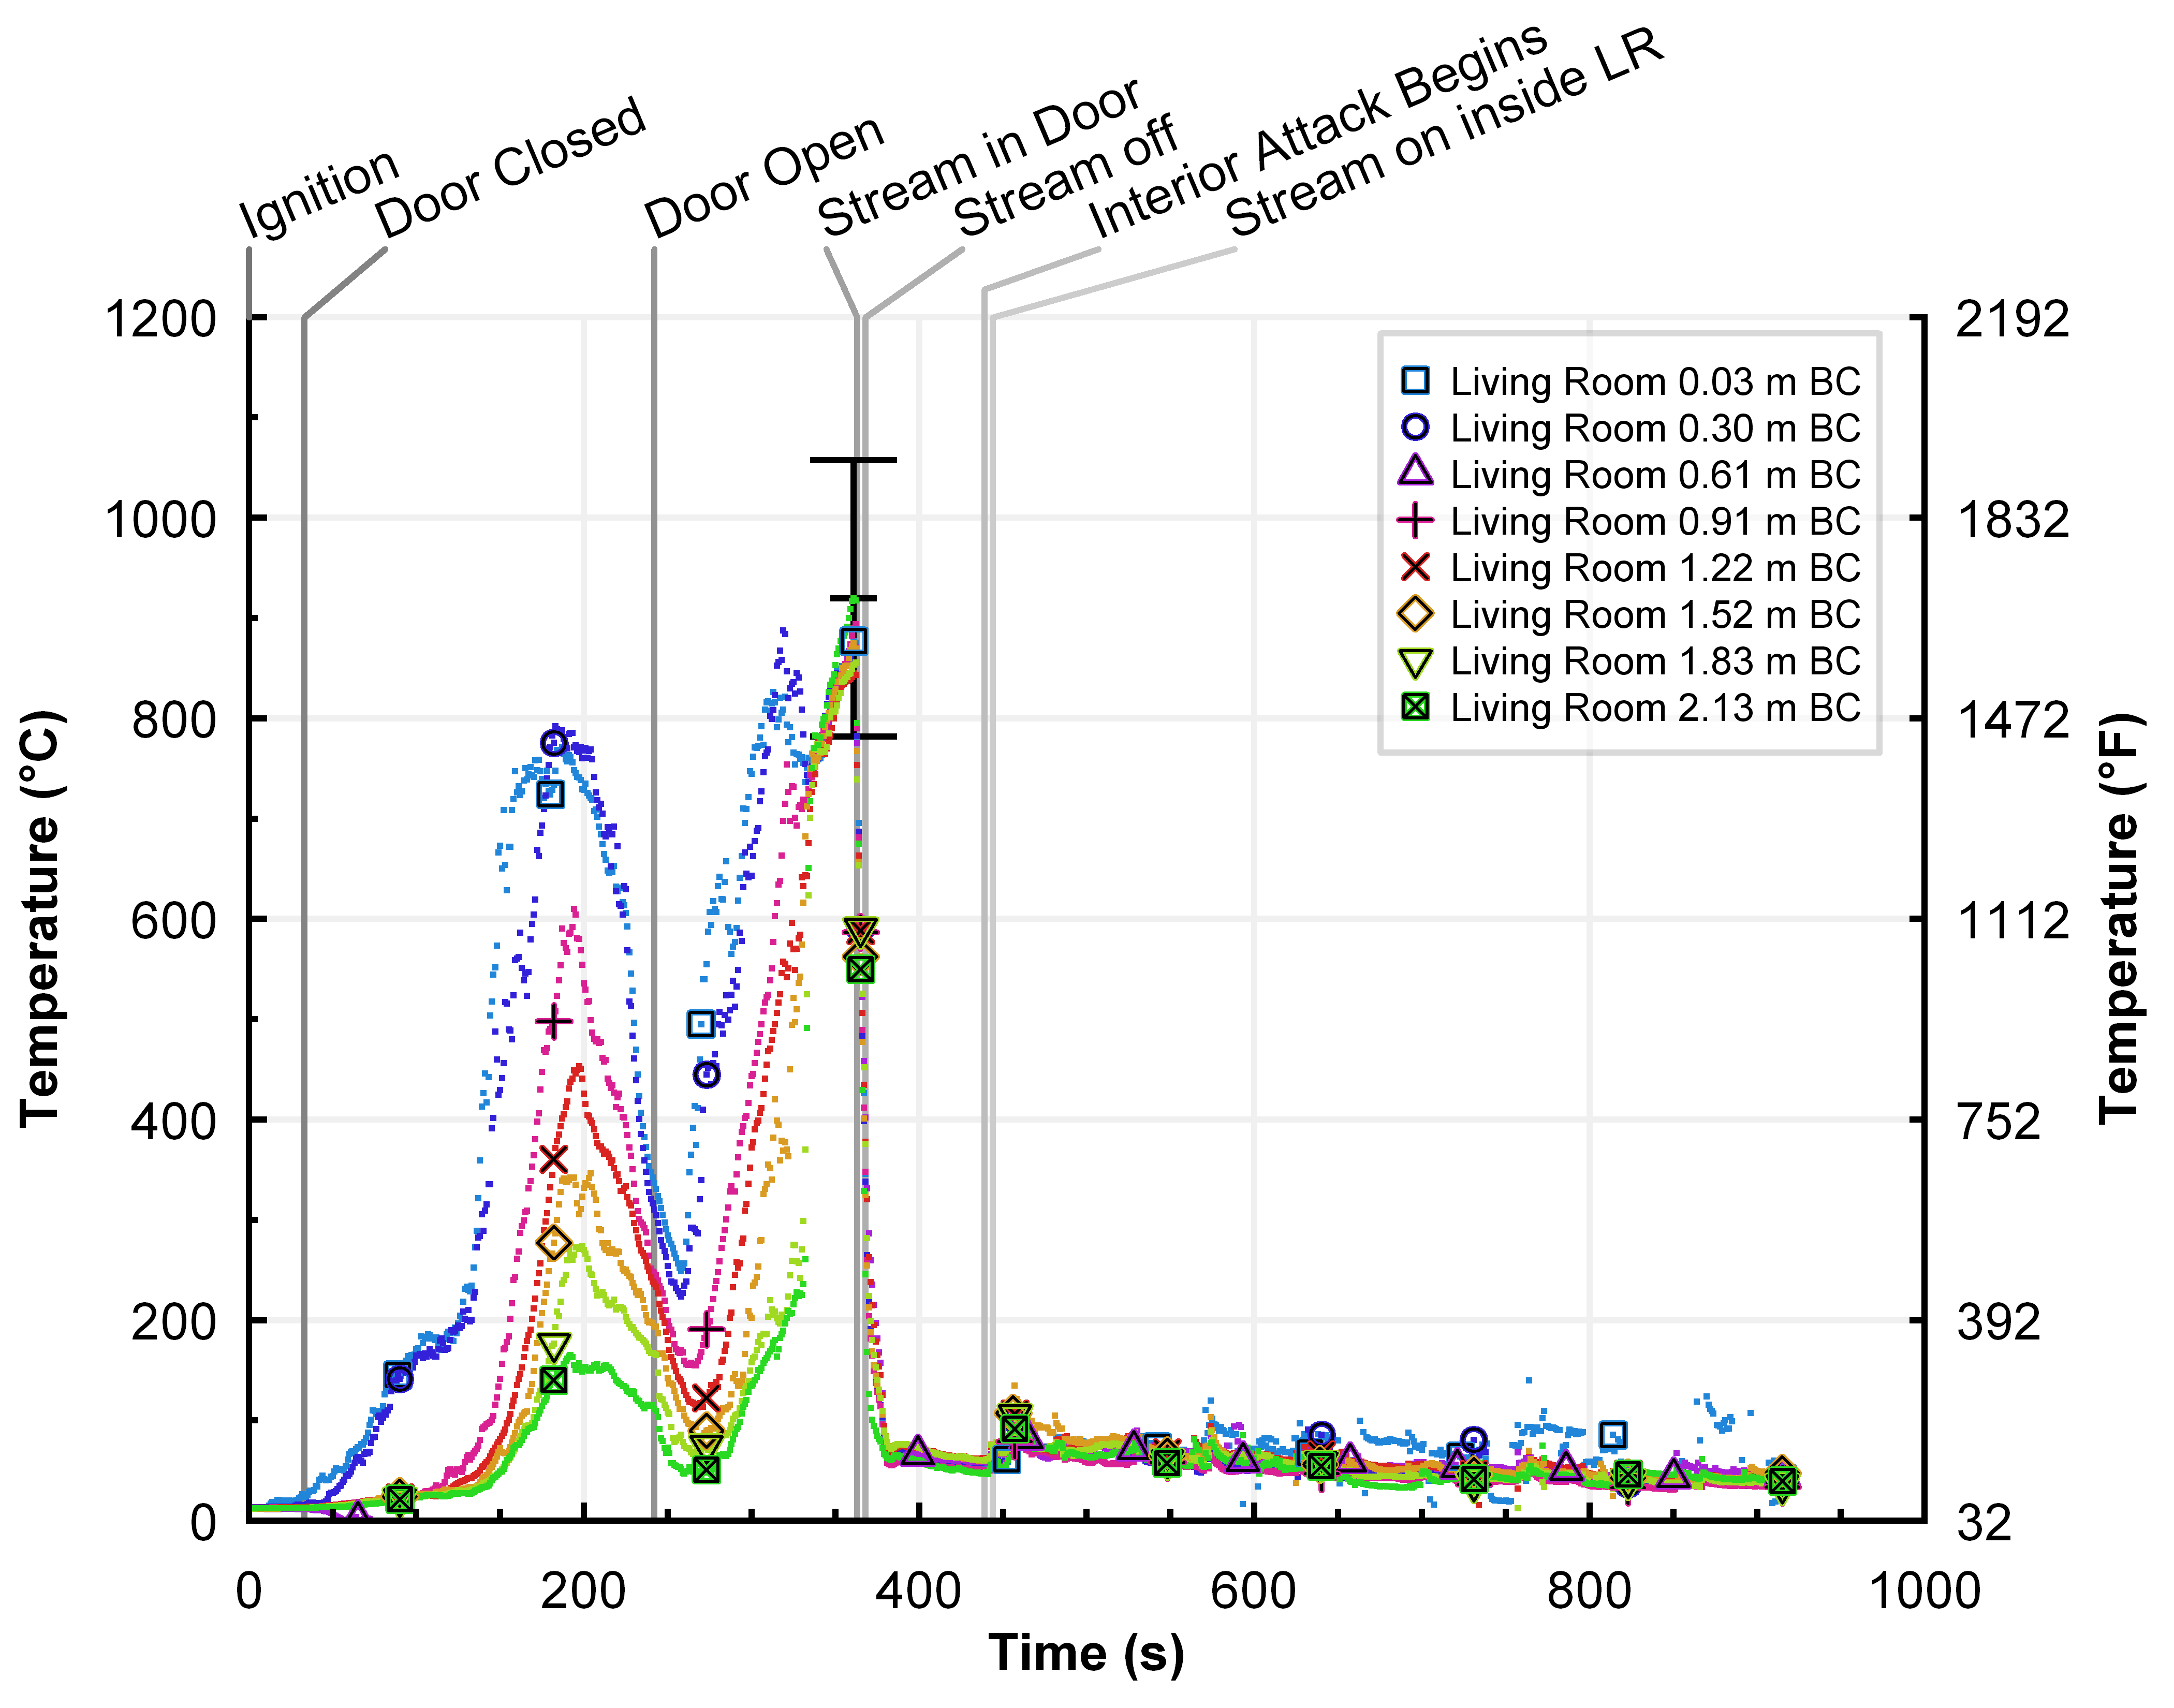 Ignition
Door Closed
Door Open
Stream in Door
Stream off
Interior Attack Begins
Stream on inside LR
1200
1000
800
600
400
200
0
2192
1832
1472
1112
752
392
32
Temperature (°C)
Temperature (°F)
Living Room 0.03 m BC
Living Room 0.30 m BC
Living Room 0.61 m BC
Living Room 0.91 m BC
Living Room 1.22 m BC
Living Room 1.52 m BC
Living Room 1.83 m BC
Living Room 2.13 m BC
0 200 400 600 800 1000
Time (s)